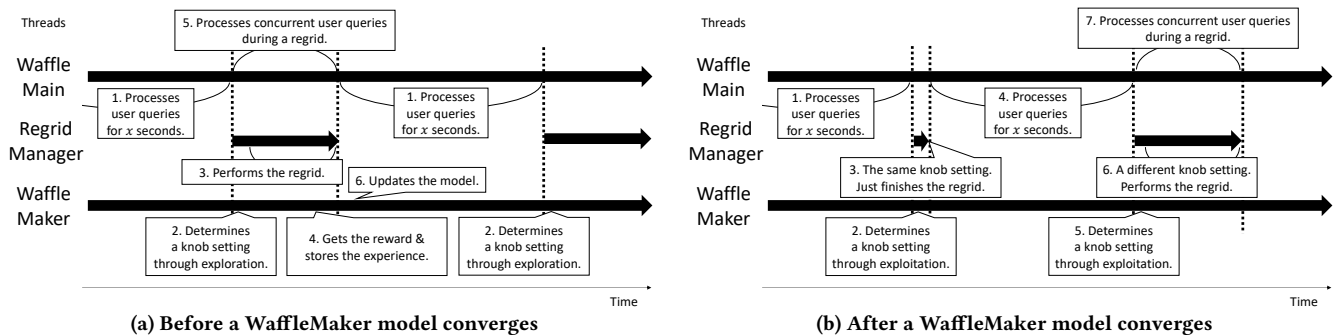 Threads
5. Processes concurrent user queries
during a regrid.
Waffle
Main
1. Processes
user queries
for x seconds.
1. Processes
user queries
for x seconds.
Regrid
Manager
3. Performs the regrid.
6. Updates the model.
Waffle
Maker
2. Determines
a knob setting
through exploration.
4. Gets the reward &
stores the experience.
2. Determines
a knob setting
through exploration.
Time
(a) Before a WaffleMaker model converges
Threads
7. Processes concurrent user queries
during a regrid.
Waffle
Main
1. Processes
user queries
for x seconds.
4. Processes
user queries
for x seconds.
Regrid
Manager
3. The same knob setting.
Just finishes the regrid.
6. A different knob setting.
Performs the regrid.
Waffle
Maker
2. Determines
a knob setting
through exploitation.
5. Determines
a knob setting
through exploitation.
Time
(b) After a WaffleMaker model converges